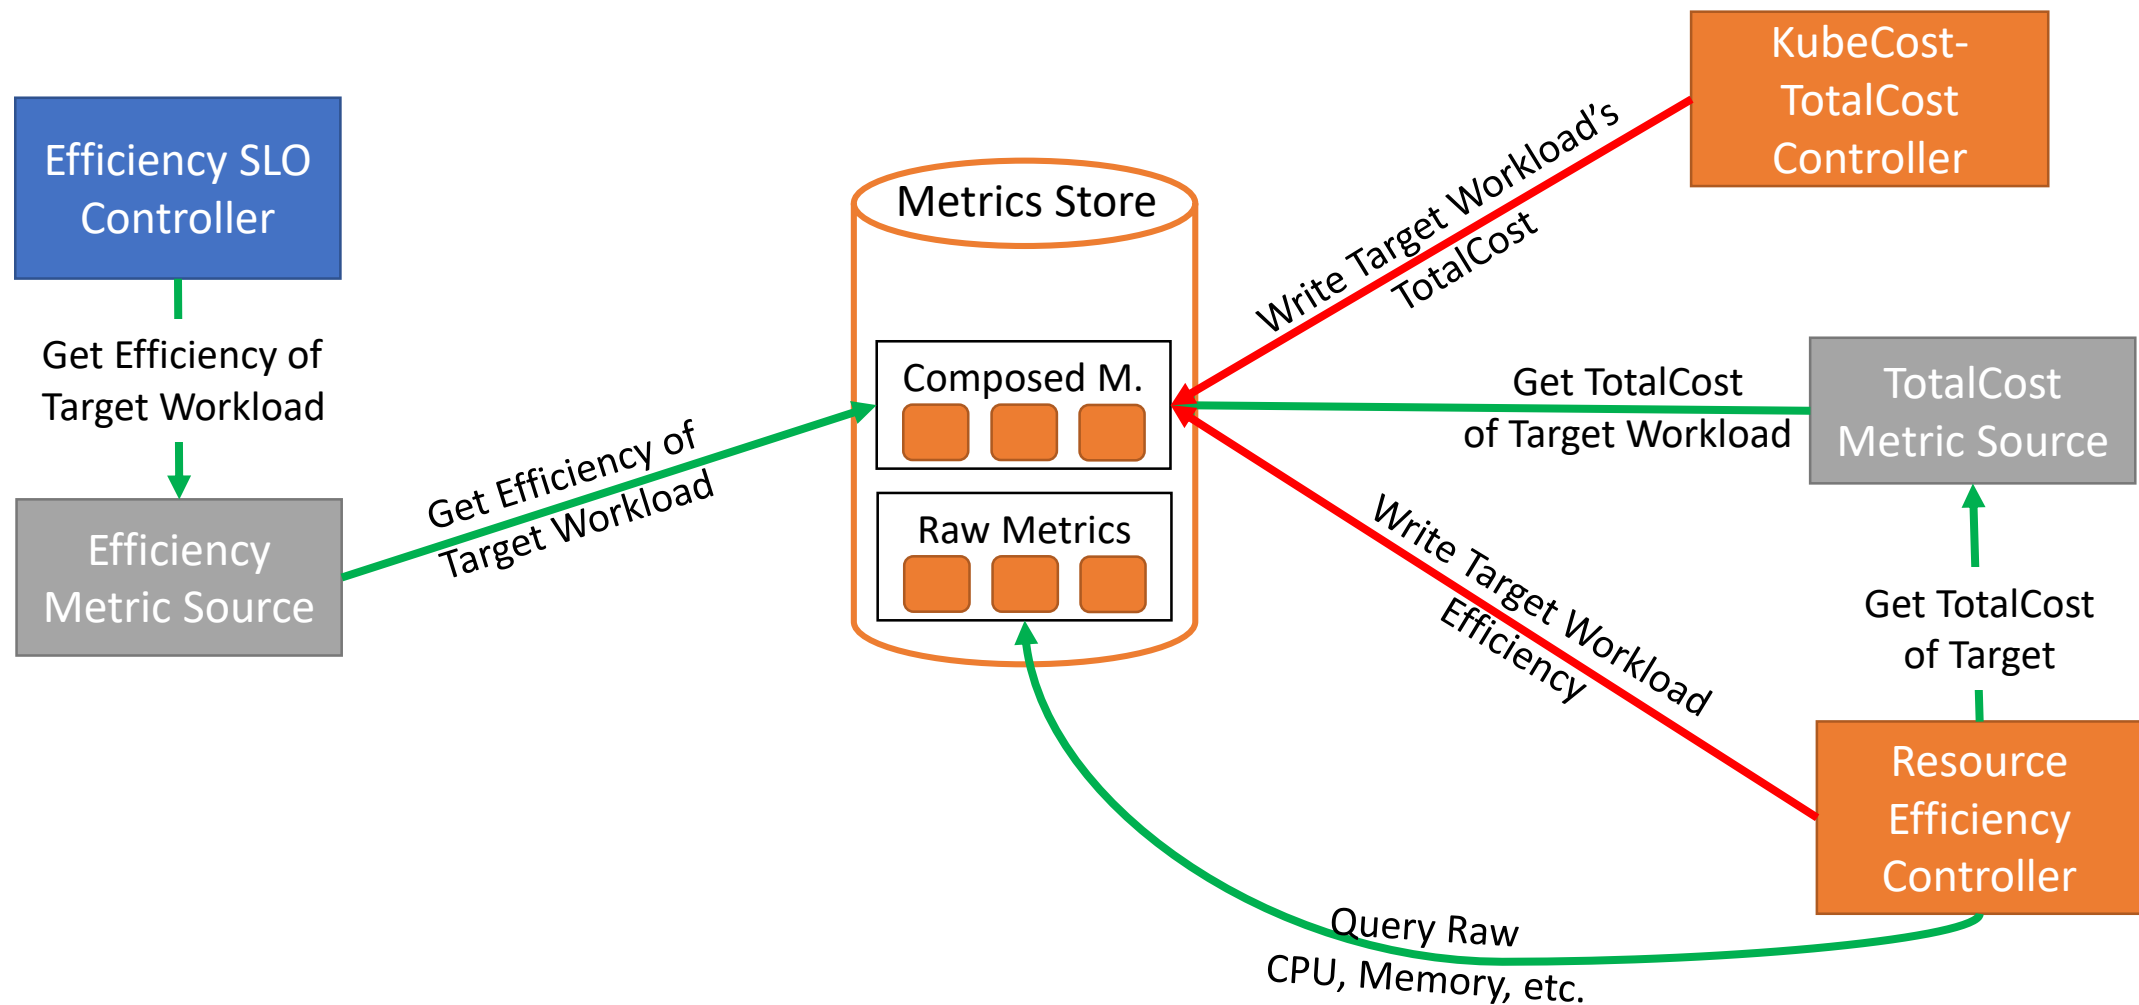 Efficiency SLO
Controller
Get Efficiency of
Target Workload
Efficiency
Metric Source
Get Efficiency of
Target Workload
Metrics Store
Composed M.
Raw Metrics
KubeCost-
TotalCost
Controller
Write Target Workload’s
TotalCost
Get TotalCost
of Target Workload
TotalCost
Metric Source
Write Target Workload
Efficiency
Get TotalCost
of Target
Resource
Efficiency
Controller
Query Raw
CPU, Memory, etc.